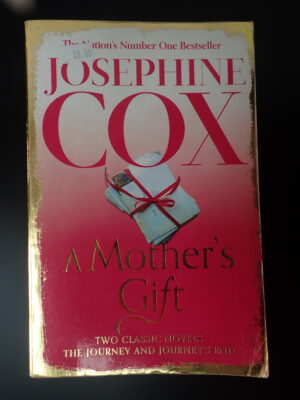 The Nation's Number One Bestseller
JOSEPHINE
COX
A Mother's
Gift
TWO CLASSIC NOVELS
THE JOURNEY AND JOURNEY'S END